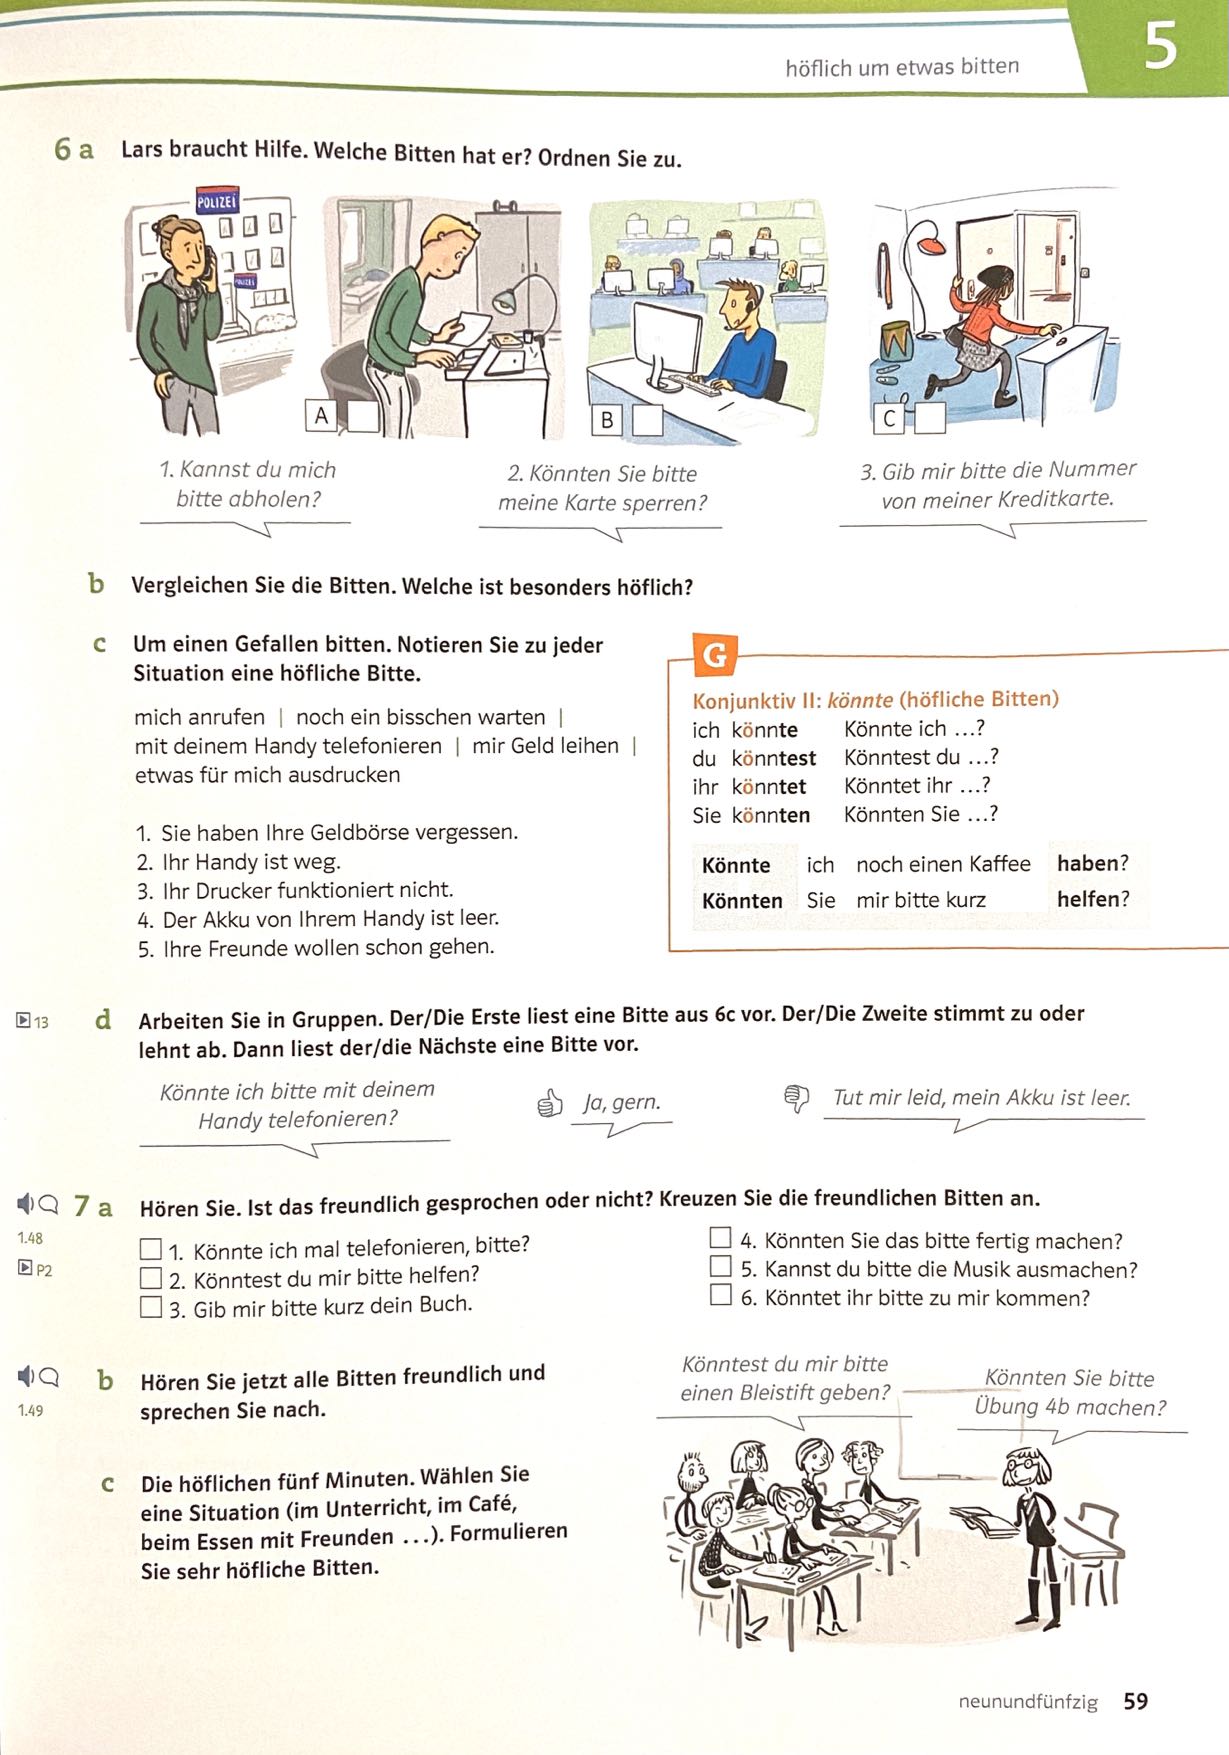 höflich um etwas bitten
5
6 a Lars braucht Hilfe. Welche Bitten hat er? Ordnen Sie zu.
POLIZEI
POLIZEI
A
B
C
1. Kannst du mich
bitte abholen?
2. Könnten Sie bitte
meine Karte sperren?
3. Gib mir bitte die Nummer
von meiner Kreditkarte.
b Vergleichen Sie die Bitten. Welche ist besonders höflich?
c Um einen Gefallen bitten. Notieren Sie zu jeder
Situation eine höfliche Bitte.
mich anrufen | noch ein bisschen warten |
mit deinem Handy telefonieren | mir Geld leihen |
etwas für mich ausdrucken
1. Sie haben Ihre Geldbörse vergessen.
2. Ihr Handy ist weg.
3. Ihr Drucker funktioniert nicht.
4. Der Akku von Ihrem Handy ist leer.
5. Ihre Freunde wollen schon gehen.
G
Konjunktiv II: könnte (höfliche Bitten)
ich könnte Könnte ich ...?
du könntest Könntest du ...?
ihr könntet Könntet ihr ...?
Sie könnten Könnten Sie ...?
Könnte ich noch einen Kaffee haben?
Könnten Sie mir bitte kurz helfen?
13
d Arbeiten Sie in Gruppen. Der/Die Erste liest eine Bitte aus 6c vor. Der/Die Zweite stimmt zu oder
lehnt ab. Dann liest der/die Nächste eine Bitte vor.
Könnte ich bitte mit deinem
Handy telefonieren?
Ja, gern.
Tut mir leid, mein Akku ist leer.
7 a Hören Sie. Ist das freundlich gesprochen oder nicht? Kreuzen Sie die freundlichen Bitten an.
1.48
P2
1. Könnte ich mal telefonieren, bitte?
2. Könntest du mir bitte helfen?
3. Gib mir bitte kurz dein Buch.
4. Könnten Sie das bitte fertig machen?
5. Kannst du bitte die Musik ausmachen?
6. Könntet ihr bitte zu mir kommen?
b Hören Sie jetzt alle Bitten freundlich und
sprechen Sie nach.
1.49
Könntest du mir bitte
einen Bleistift geben?
Könnten Sie bitte
Übung 4b machen?
c Die höflichen fünf Minuten. Wählen Sie
eine Situation (im Unterricht, im Café,
beim Essen mit Freunden ...). Formulieren
Sie sehr höfliche Bitten.
neunundfünfzig 59